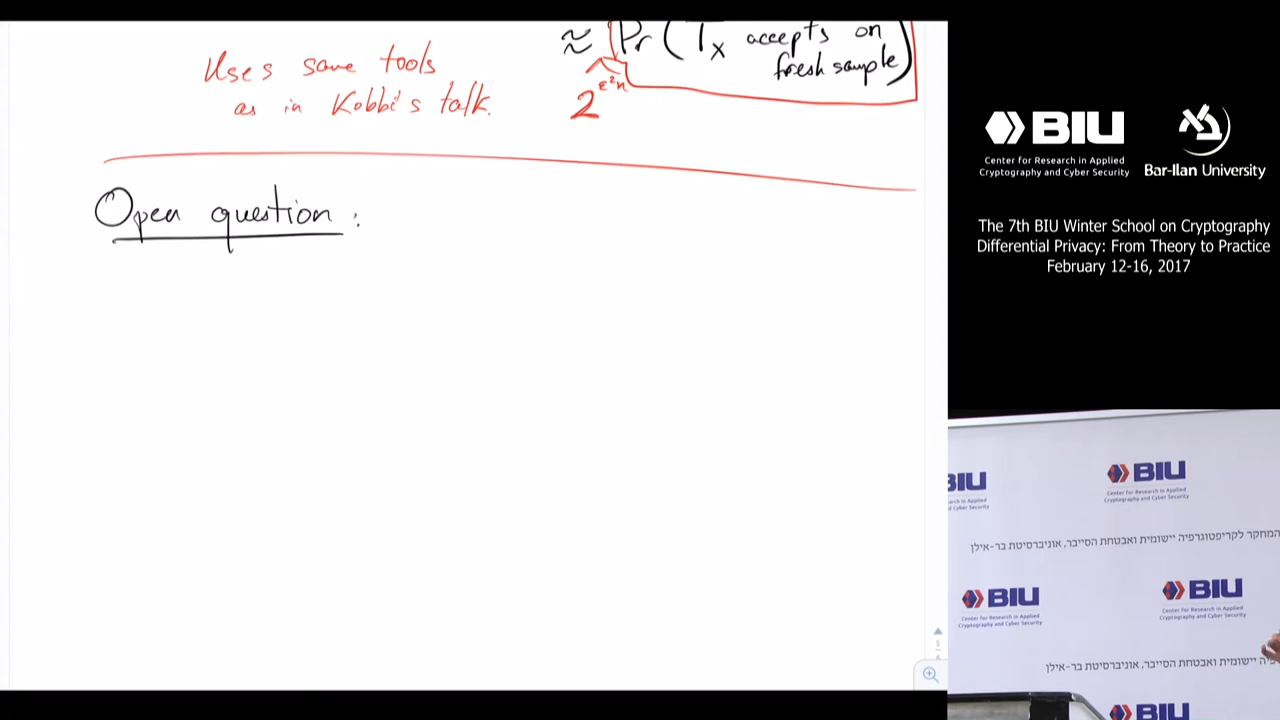 ≈ Pr ( T_x accepts on
fresh sample )
2^{ε²n}
Uses same tools
as in Kobbi's talk.
Open question :
BIU
Center for Research in Applied
Cryptography and Cyber Security
Bar-Ilan University
The 7th BIU Winter School on Cryptography
Differential Privacy: From Theory to Practice
February 12-16, 2017
BIU
Center for Research in Applied
Cryptography and Cyber Security
BIU
המחקר לקריפטוגרפיה יישומית ואבטחת הסייבר, אוניברסיטת בר-אילן
BIU
Center for Research in Applied
Cryptography and Cyber Security
BIU
Center for Research in Applied
Cryptography and Cyber Security
יישומית ואבטחת הסייבר, אוניברסיטת בר-אילן
BIU
BIU